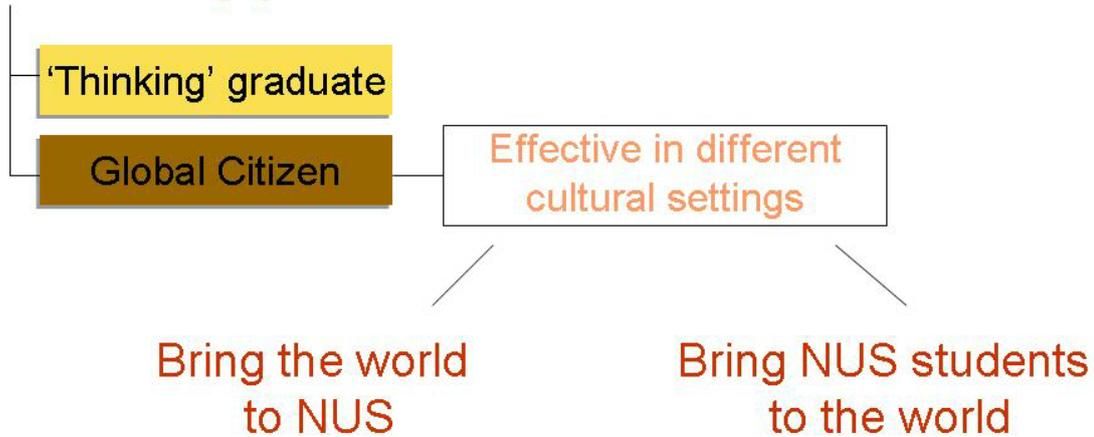 ‘Thinking’ graduate
Global Citizen
Effective in different
cultural settings
Bring the world
to NUS
Bring NUS students
to the world